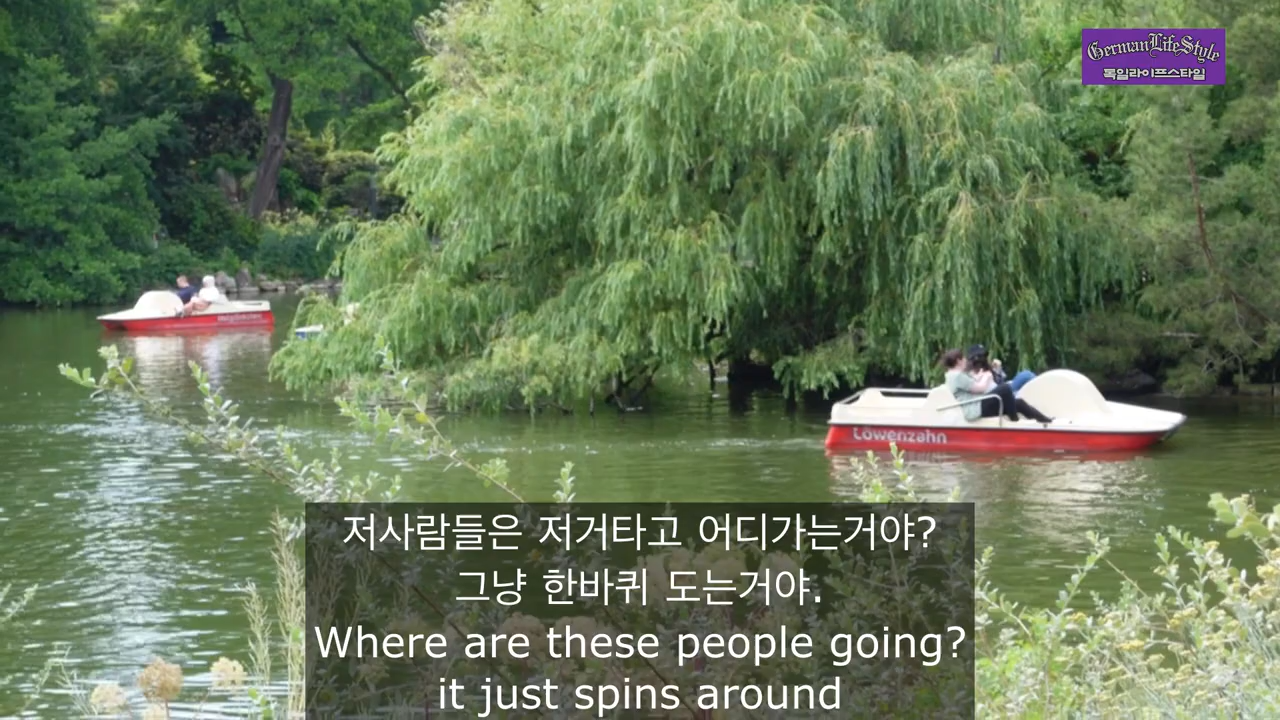 GermanLifeStyle
독일라이프스타일
Löwenzahn
저사람들은 저거타고 어디가는거야?
그냥 한바퀴 도는거야.
Where are these people going?
it just spins around